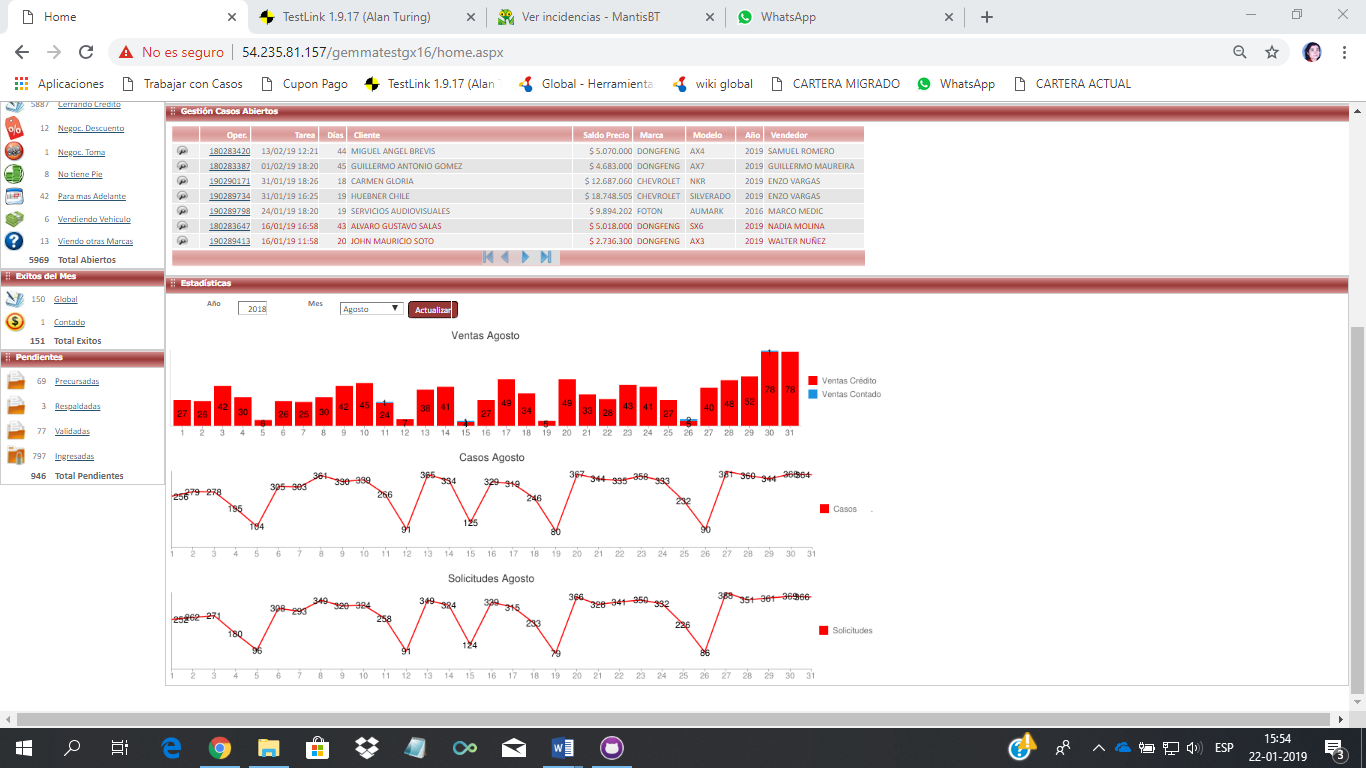 Home
TestLink 1.9.17 (Alan Turing)
Ver incidencias - MantisBT
WhatsApp
No es seguro
54.235.81.157/gemmatestgx16/home.aspx
Aplicaciones
Trabajar con Casos
Cupon Pago
TestLink 1.9.17 (Alan
Global - Herramienta
wiki global
CARTERA MIGRADO
WhatsApp
CARTERA ACTUAL
5887 Cerrando Crédito
12 Negoc. Descuento
1 Negoc. Toma
8 No tiene Pie
42 Para mas Adelante
6 Vendiendo Vehículo
13 Viendo otras Marcas
5969 Total Abiertos
Exitos del Mes
150 Global
1 Contado
151 Total Exitos
Pendientes
69 Precursadas
3 Respaldadas
77 Validadas
797 Ingresadas
946 Total Pendientes
Gestión Casos Abiertos
Oper. Tarea Días Cliente Saldo Precio Marca Modelo Año Vendedor
180283420 13/02/19 12:21 44 MIGUEL ANGEL BREVIS $ 5.070.000 DONGFENG AX4 2019 SAMUEL ROMERO
180283387 01/02/19 18:20 45 GUILLERMO ANTONIO GOMEZ $ 4.683.000 DONGFENG AX7 2019 GUILLERMO MAUREIRA
190290171 31/01/19 18:26 18 CARMEN GLORIA $ 12.687.060 CHEVROLET NKR 2019 ENZO VARGAS
190289734 31/01/19 16:25 19 HUEBNER CHILE $ 18.748.505 CHEVROLET SILVERADO 2019 ENZO VARGAS
190289798 24/01/19 18:20 19 SERVICIOS AUDIOVISUALES $ 9.894.202 FOTON AUMARK 2016 MARCO MEDIC
180283647 16/01/19 16:58 43 ALVARO GUSTAVO SALAS $ 5.018.000 DONGFENG SX6 2019 NADIA MOLINA
190289413 16/01/19 11:58 20 JOHN MAURICIO SOTO $ 2.736.300 DONGFENG AX3 2019 WALTER NUÑEZ
Estadísticas
Año 2018 Mes Agosto Actualizar
Ventas Agosto
27 26 42 30 6 26 25 30 42 45 1 24 7 38 41 1 4 27 49 34 5 49 33 28 43 41 27 2 5 40 48 52 1 78 78
1 2 3 4 5 6 7 8 9 10 11 12 13 14 15 16 17 18 19 20 21 22 23 24 25 26 27 28 29 30 31
Ventas Crédito
Ventas Contado
Casos Agosto
256 279 278 195 104 305 303 361 330 339 266 91 365 334 125 329 319 246 80 367 344 335 358 333 232 90 381 360 344 366 364
1 2 3 4 5 6 7 8 9 10 11 12 13 14 15 16 17 18 19 20 21 22 23 24 25 26 27 28 29 30 31
Casos
Solicitudes Agosto
252 262 271 180 96 308 293 349 320 324 258 91 349 324 124 339 315 233 79 366 328 341 350 332 226 86 388 351 361 369 366
1 2 3 4 5 6 7 8 9 10 11 12 13 14 15 16 17 18 19 20 21 22 23 24 25 26 27 28 29 30 31
Solicitudes
ESP
15:54
22-01-2019
3